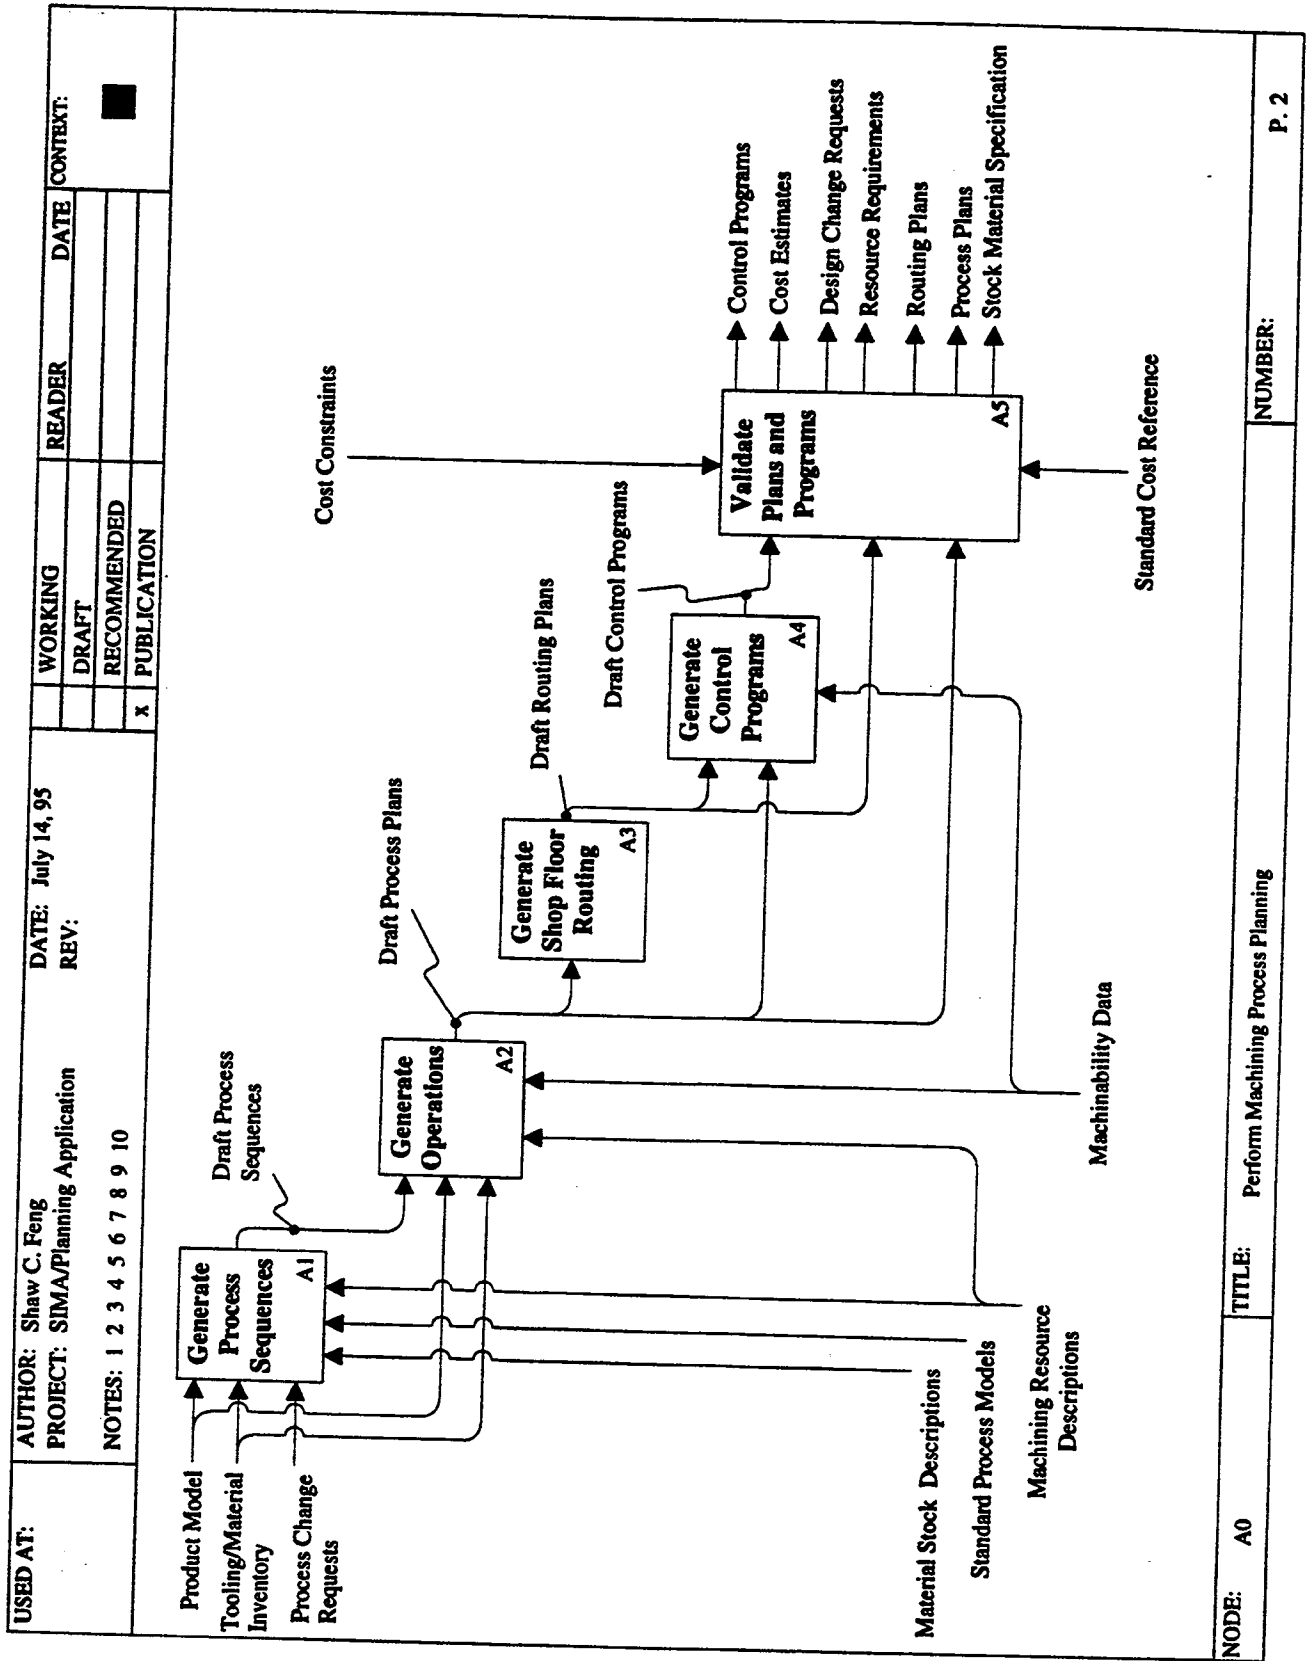 USED AT:
AUTHOR: Shaw C. Feng
PROJECT: SIMA/Planning Application
NOTES: 1 2 3 4 5 6 7 8 9 10
DATE: July 14, 95
REV:
WORKING
DRAFT
RECOMMENDED
x PUBLICATION
READER DATE
CONTEXT:
Product Model
Tooling/Material
Inventory
Process Change
Requests
Generate
Process
Sequences
A1
Draft Process
Sequences
Generate
Operations
A2
Draft Process Plans
Generate
Shop Floor
Routing
A3
Draft Routing Plans
Generate
Control
Programs
A4
Draft Control Programs
Cost Constraints
Validate
Plans and
Programs
A5
Control Programs
Cost Estimates
Design Change Requests
Resource Requirements
Routing Plans
Process Plans
Stock Material Specification
Standard Cost Reference
Machinability Data
Material Stock Descriptions
Standard Process Models
Machining Resource
Descriptions
NODE: A0
TITLE: Perform Machining Process Planning
NUMBER:
P. 2